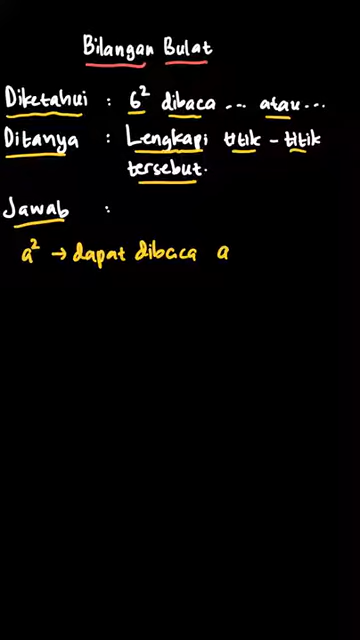 Bilangan Bulat
Diketahui : 6² dibaca ... atau ...
Ditanya : Lengkapi titik - titik
tersebut.
Jawab :
a² → dapat dibaca a